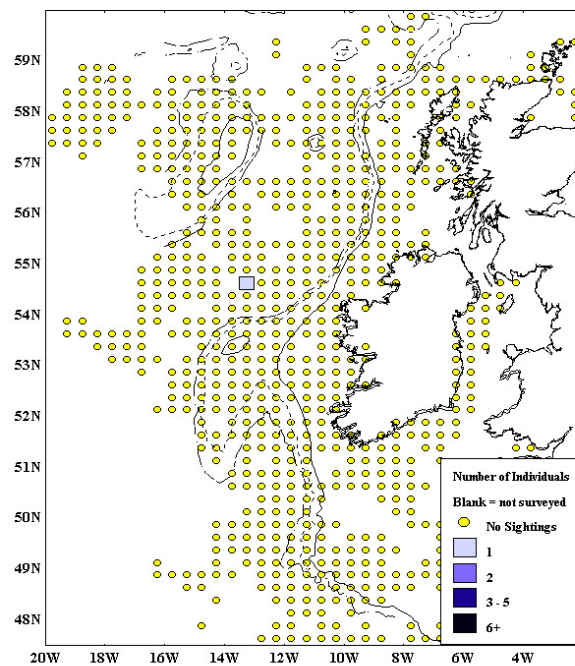 59N
58N
57N
56N
55N
54N
53N
52N
51N
50N
49N
48N
Number of Individuals
Blank = not surveyed
No Sightings
1
2
3 - 5
6+
20W 18W 16W 14W 12W 10W 8W 6W 4W